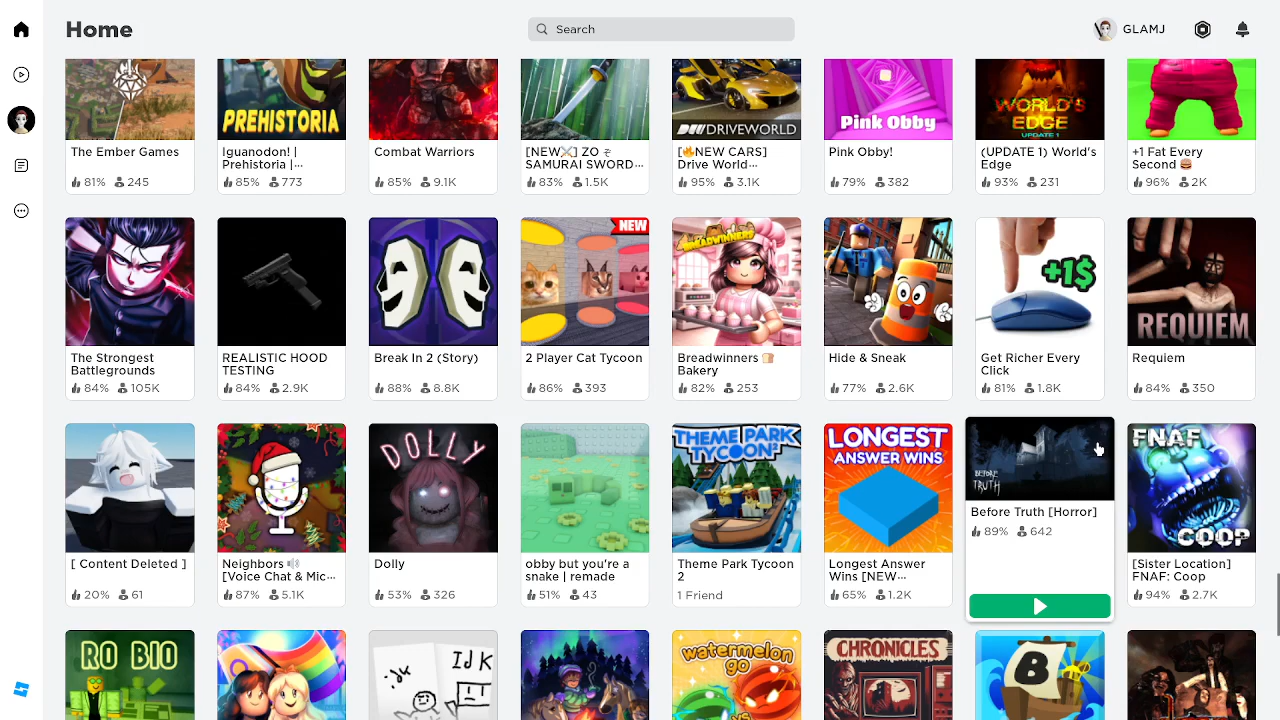 Home
Search
GLAMJ
PREHISTORIA
DRIVEWORLD
Pink Obby
WORLD'S
EDGE
UPDATE 1
The Ember Games
81% 245
Iguanodon! |
Prehistoria |...
85% 773
Combat Warriors
85% 9.1K
[NEW⚔️] ZO
SAMURAI SWORD...
83% 1.5K
[🔥NEW CARS]
Drive World...
95% 3.1K
Pink Obby!
79% 382
(UPDATE 1) World's
Edge
93% 231
+1 Fat Every
Second 🍔
96% 2K
NEW
BREADWINNERS
+1$
REQUIEM
The Strongest
Battlegrounds
84% 105K
REALISTIC HOOD
TESTING
84% 2.9K
Break In 2 (Story)
88% 8.8K
2 Player Cat Tycoon
86% 393
Breadwinners 🍞
Bakery
82% 253
Hide & Sneak
77% 2.6K
Get Richer Every
Click
81% 1.8K
Requiem
84% 350
DOLLY
THEME PARK
TYCOON2
LONGEST
ANSWER WINS
BEFORE
TRUTH
FNAF
COOP
[ Content Deleted ]
20% 61
Neighbors 🔊
[Voice Chat & Mic...
87% 5.1K
Dolly
53% 326
obby but you're a
snake | remade
51% 43
Theme Park Tycoon
2
1 Friend
Longest Answer
Wins [NEW...
65% 1.2K
Before Truth [Horror]
89% 642
[Sister Location]
FNAF: Coop
94% 2.7K
RO BIO
IJK
watermelon
go
VS
CHRONICLES
B